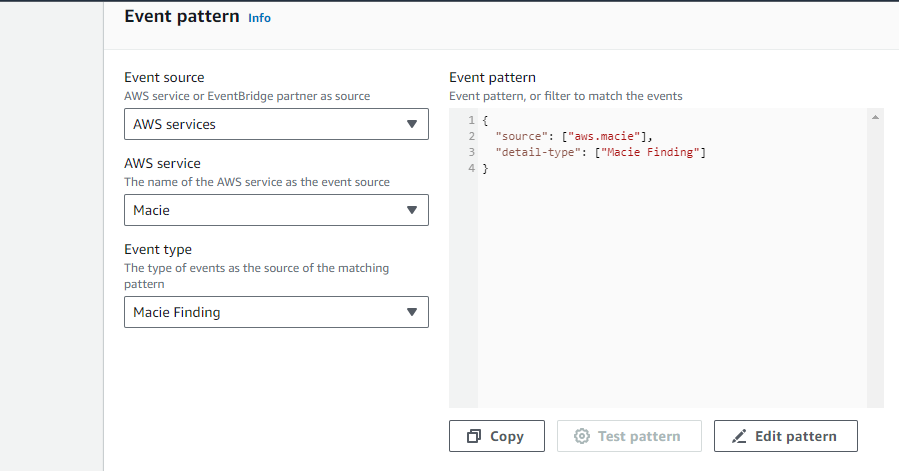 Event pattern Info
Event source
AWS service or EventBridge partner as source
AWS services
AWS service
The name of the AWS service as the event source
Macie
Event type
The type of events as the source of the matching
pattern
Macie Finding
Event pattern
Event pattern, or filter to match the events
1 {
2   "source": ["aws.macie"],
3   "detail-type": ["Macie Finding"]
4 }
Copy
Test pattern
Edit pattern